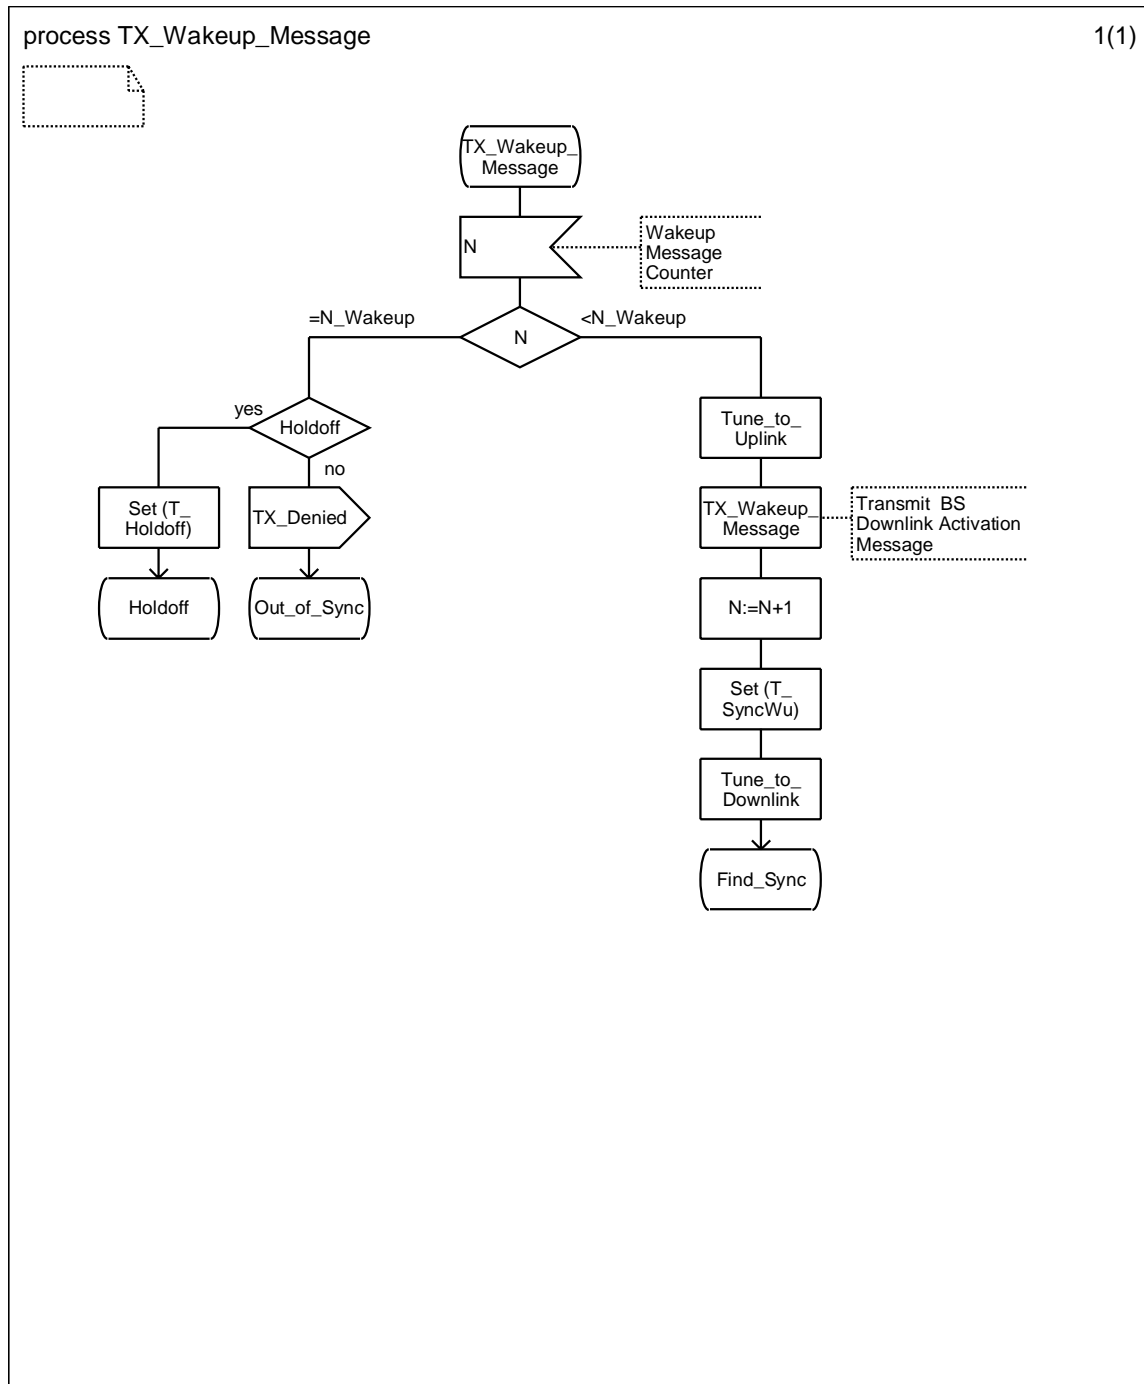 process TX_Wakeup_Message
1(1)
TX_Wakeup_
Message
N
Wakeup
Message
Counter
=N_Wakeup
N
<N_Wakeup
yes
Holdoff
no
Set (T_
Holdoff)
TX_Denied
Holdoff
Out_of_Sync
Tune_to_
Uplink
TX_Wakeup_
Message
Transmit BS
Downlink Activation
Message
N:=N+1
Set (T_
SyncWu)
Tune_to_
Downlink
Find_Sync